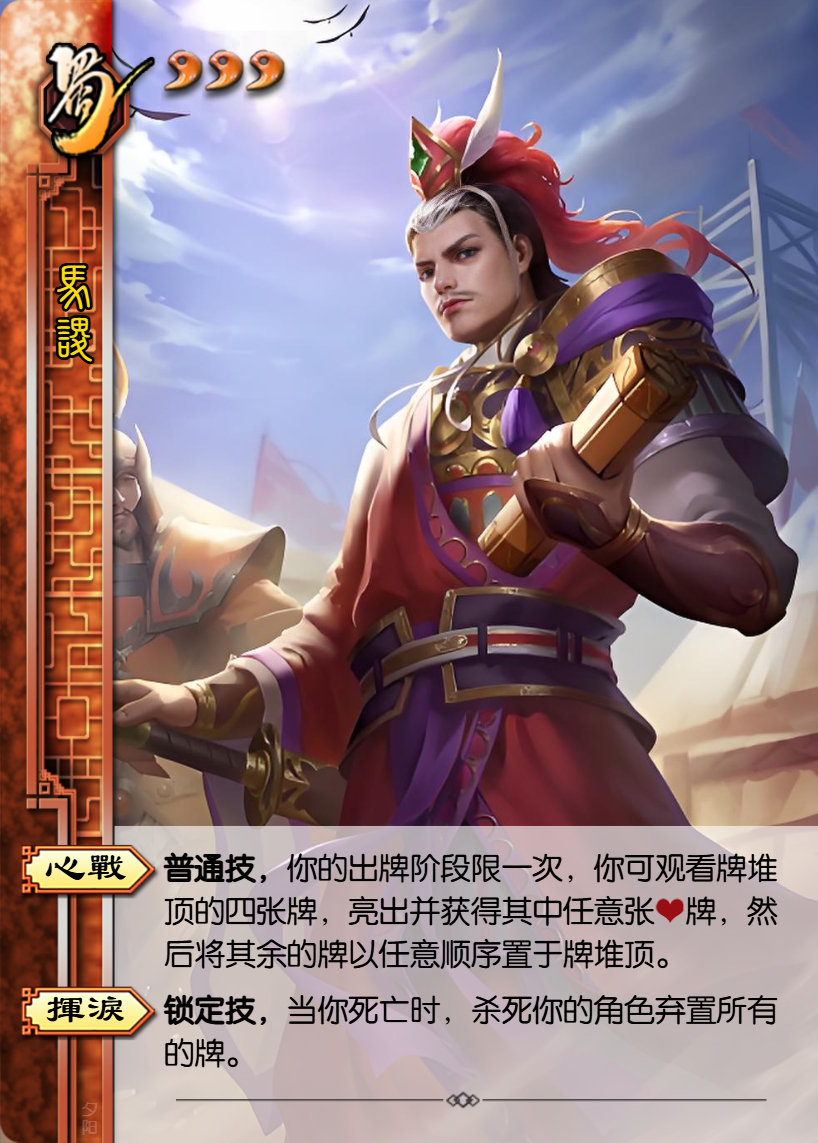 蜀
馬謖
心戰
普通技，你的出牌阶段限一次，你可观看牌堆
顶的四张牌，亮出并获得其中任意张❤牌，然
后将其余的牌以任意顺序置于牌堆顶。
揮淚
锁定技，当你死亡时，杀死你的角色弃置所有
的牌。
夕阳